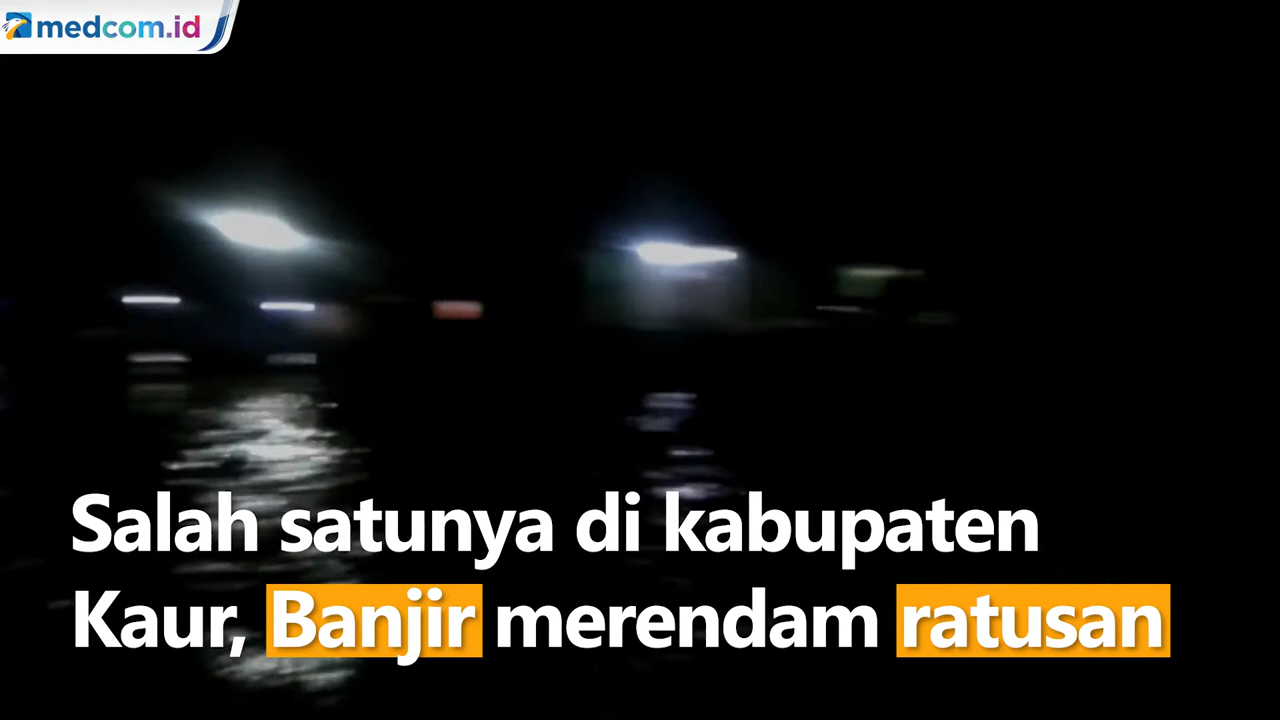 medcom.id
Salah satunya di kabupaten
Kaur, Banjir merendam ratusan